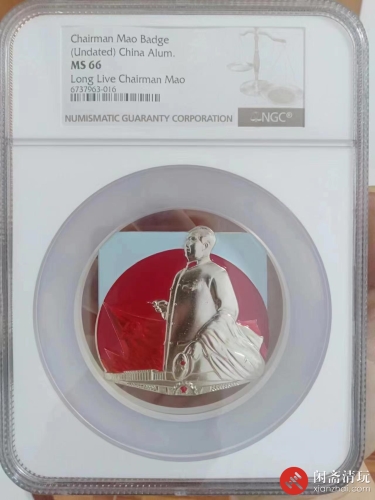 Chairman Mao Badge
(Undated) China Alum.
MS 66
Long Live Chairman Mao
6737963-016
NUMISMATIC GUARANTY CORPORATION
NGC®
闲斋清玩
xianzhai.com